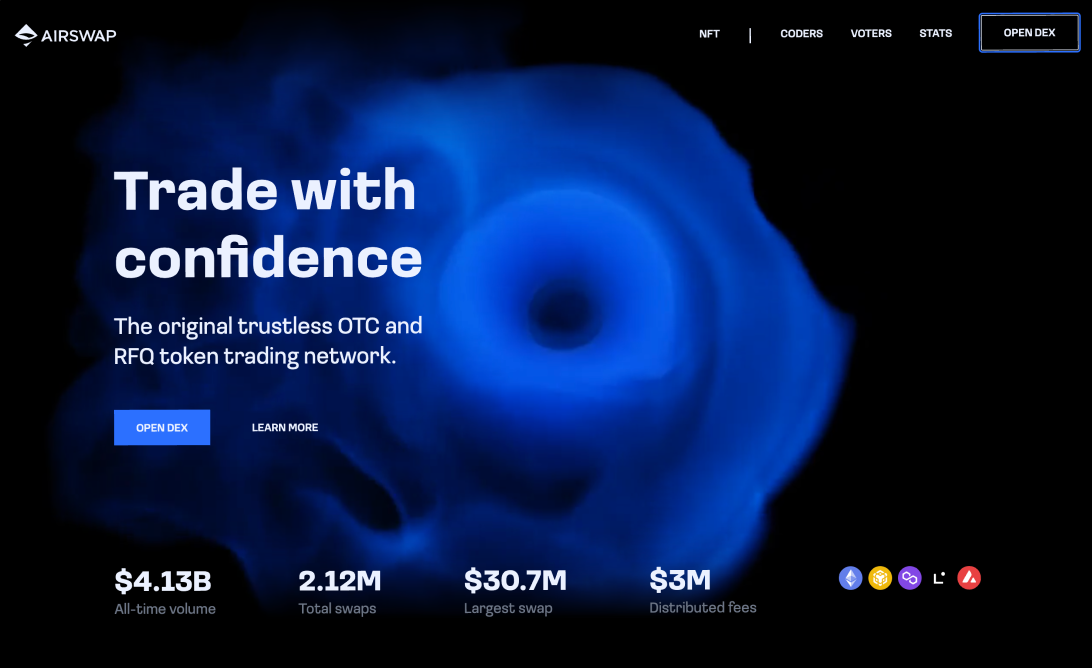 AIRSWAP
NFT | CODERS VOTERS STATS OPEN DEX
Trade with
confidence
The original trustless OTC and
RFQ token trading network.
OPEN DEX LEARN MORE
$4.13B 2.12M $30.7M $3M
All-time volume Total swaps Largest swap Distributed fees